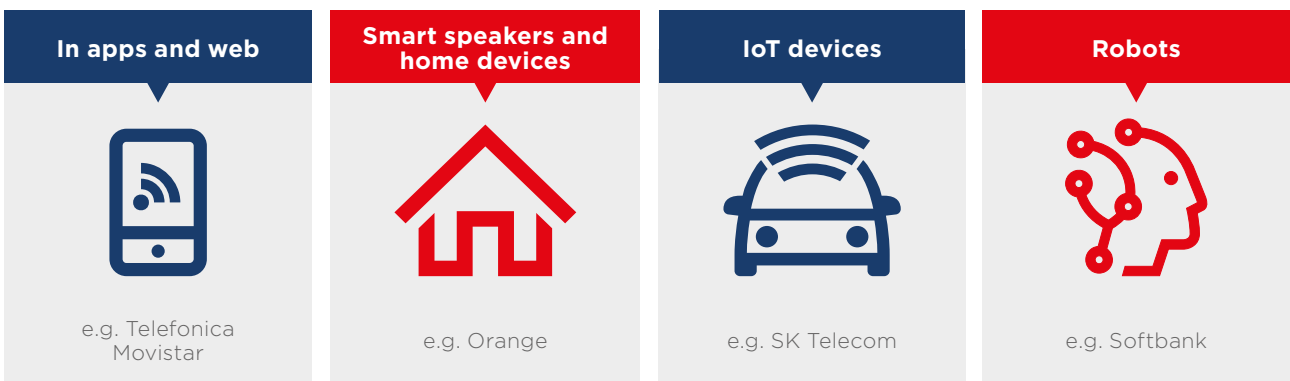 In apps and web
Smart speakers and
home devices
IoT devices
Robots
e.g. Telefonica
Movistar
e.g. Orange
e.g. SK Telecom
e.g. Softbank